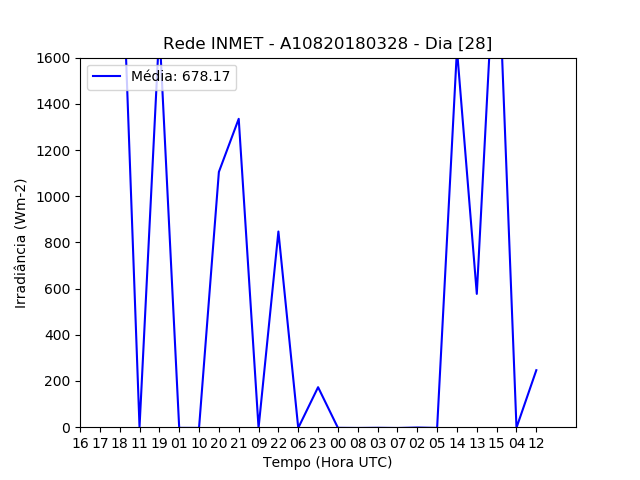 Rede INMET - A10820180328 - Dia [28]
Média: 678.17
1600
1400
1200
1000
800
600
400
200
0
Irradiância (Wm-2)
16 17 18 11 19 01 10 20 21 09 22 06 23 00 08 03 07 02 05 14 13 15 04 12
Tempo (Hora UTC)